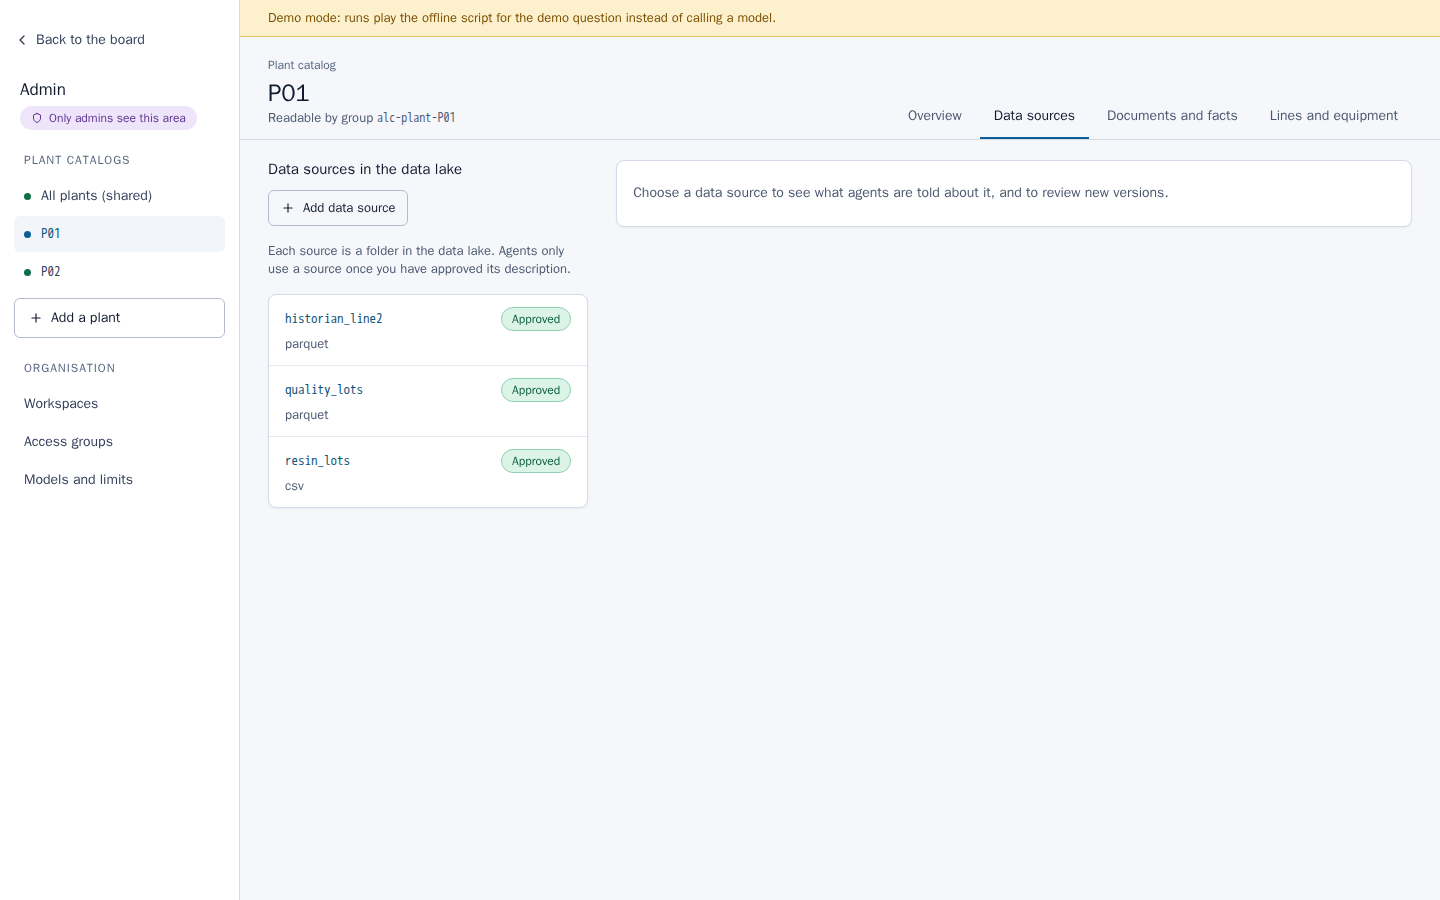 Demo mode: runs play the offline script for the demo question instead of calling a model.
Back to the board
Admin
Only admins see this area
PLANT CATALOGS
All plants (shared)
P01
P02
Add a plant
ORGANISATION
Workspaces
Access groups
Models and limits
Plant catalog
P01
Readable by group alc-plant-P01
Overview
Data sources
Documents and facts
Lines and equipment
Data sources in the data lake
Add data source
Each source is a folder in the data lake. Agents only
use a source once you have approved its description.
historian_line2 Approved
parquet
quality_lots Approved
parquet
resin_lots Approved
csv
Choose a data source to see what agents are told about it, and to review new versions.